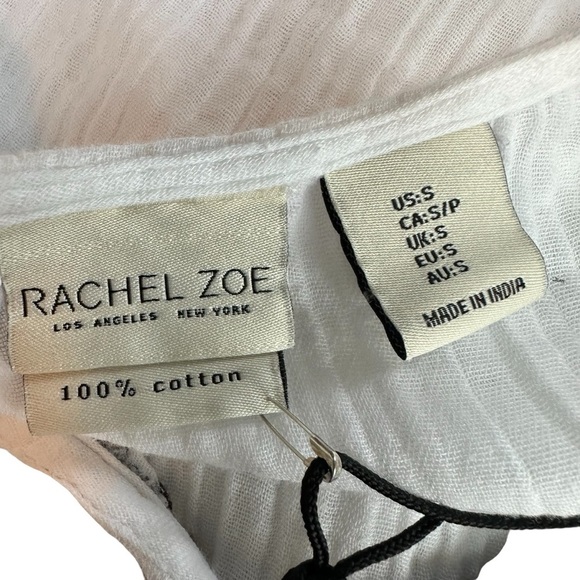 RACHEL ZOE
LOS ANGELES NEW YORK
100% cotton
US:S
CA:S/P
UK:S
EU:S
AU:S
MADE IN INDIA